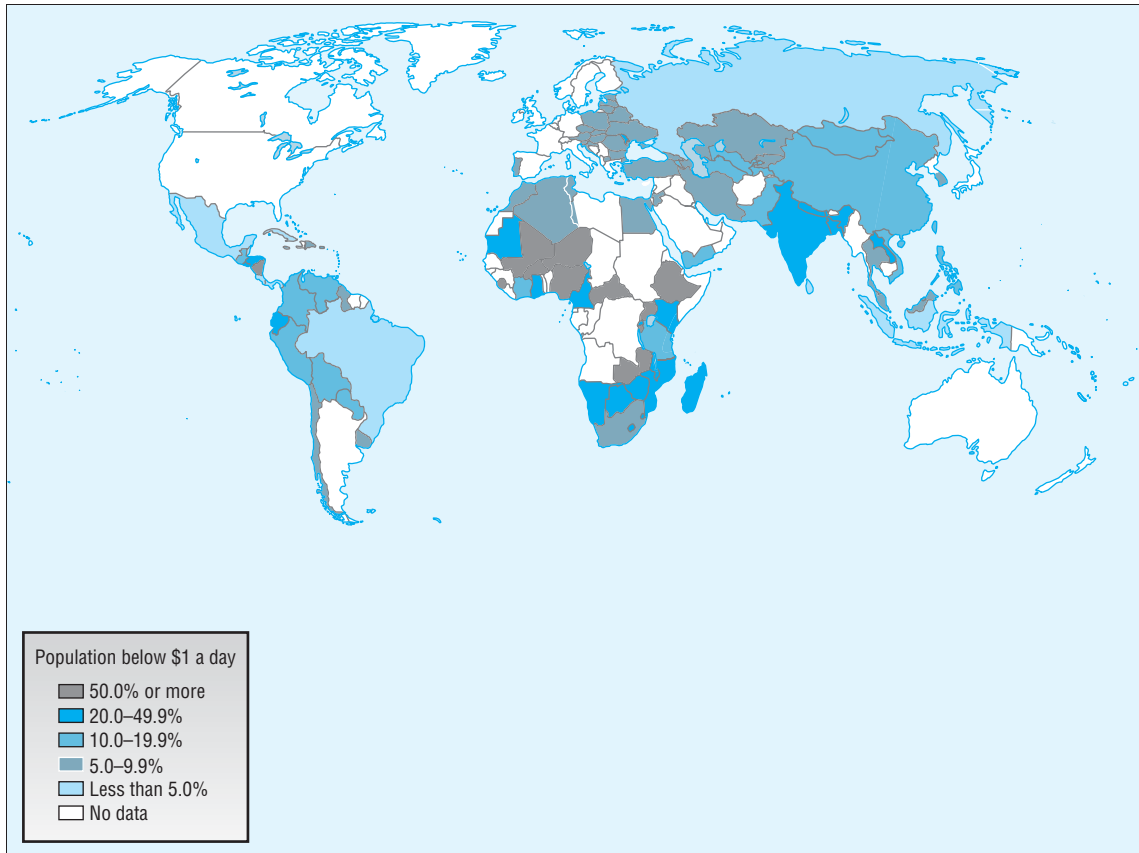 Population below $1 a day
50.0% or more
20.0–49.9%
10.0–19.9%
5.0–9.9%
Less than 5.0%
No data